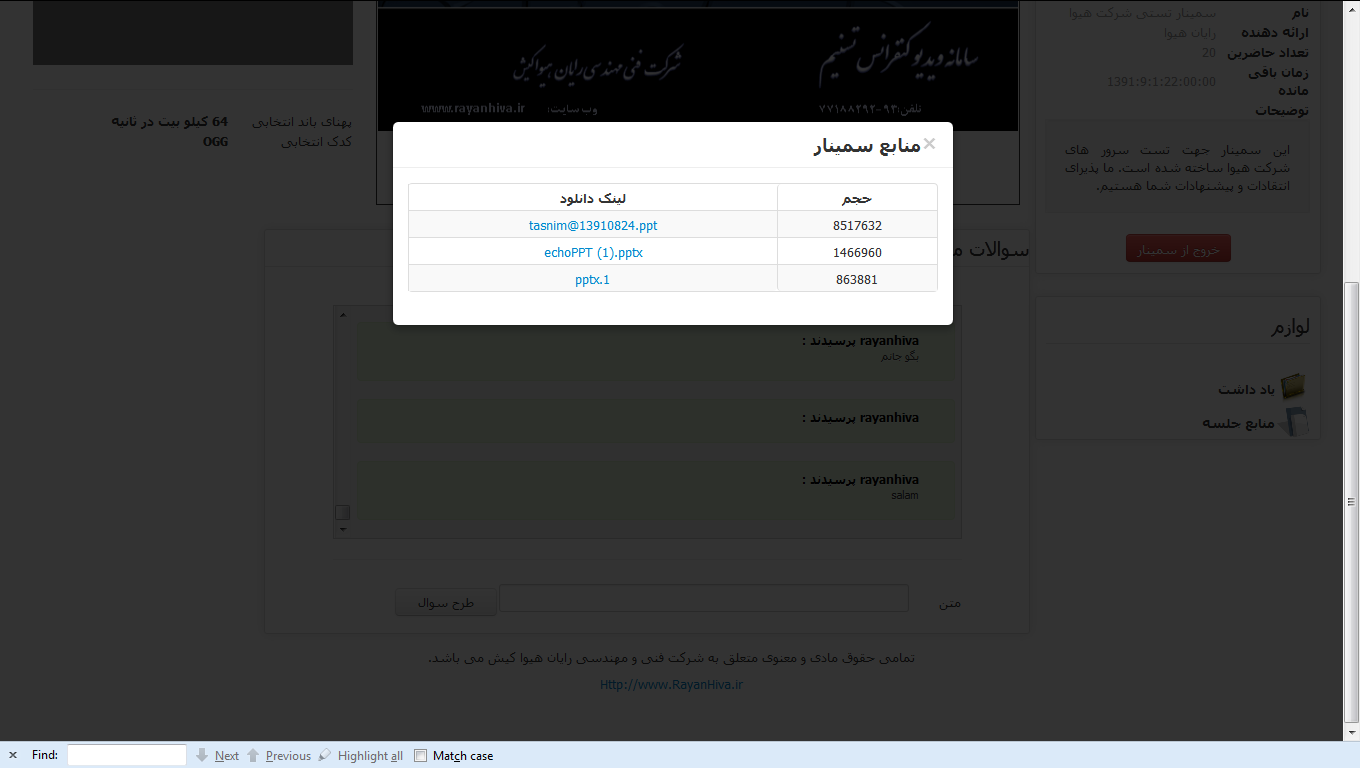 نام سمینار تستی شرکت هیوا
ارائه دهنده رایان هیوا
تعداد حاضرین 20
زمان باقی مانده 1391:9:1:22:00:00
توضیحات
این سمینار جهت تست سرور های
شرکت هیوا ساخته شده است، ما پذیرای
انتقادات و پیشنهادات شما هستیم.
خروج از سمینار
لوازم
یاد داشت
منابع جلسه
سامانه ویدیو کنفرانس تسنیم
شرکت فنی مهندسی رایان هیوا کیش
تلفن:۹۳-۷۷۱۸۸۲۹۲
وب سایت: www.rayanhiva.ir
پهنای باند انتخابی 64 کیلو بیت در ثانیه
کدک انتخابی OGG
منابع سمینار ×
حجم لینک دانلود
8517632 tasnim@13910824.ppt
1466960 echoPPT (1).pptx
863881 pptx.1
سوالات
rayanhiva پرسیدند :
بگو جانم
rayanhiva پرسیدند :
rayanhiva پرسیدند :
salam
متن
طرح سوال
تمامی حقوق مادی و معنوی متعلق به شرکت فنی و مهندسی رایان هیوا کیش می باشد.
Http://www.RayanHiva.ir
× Find: Next Previous Highlight all Match case